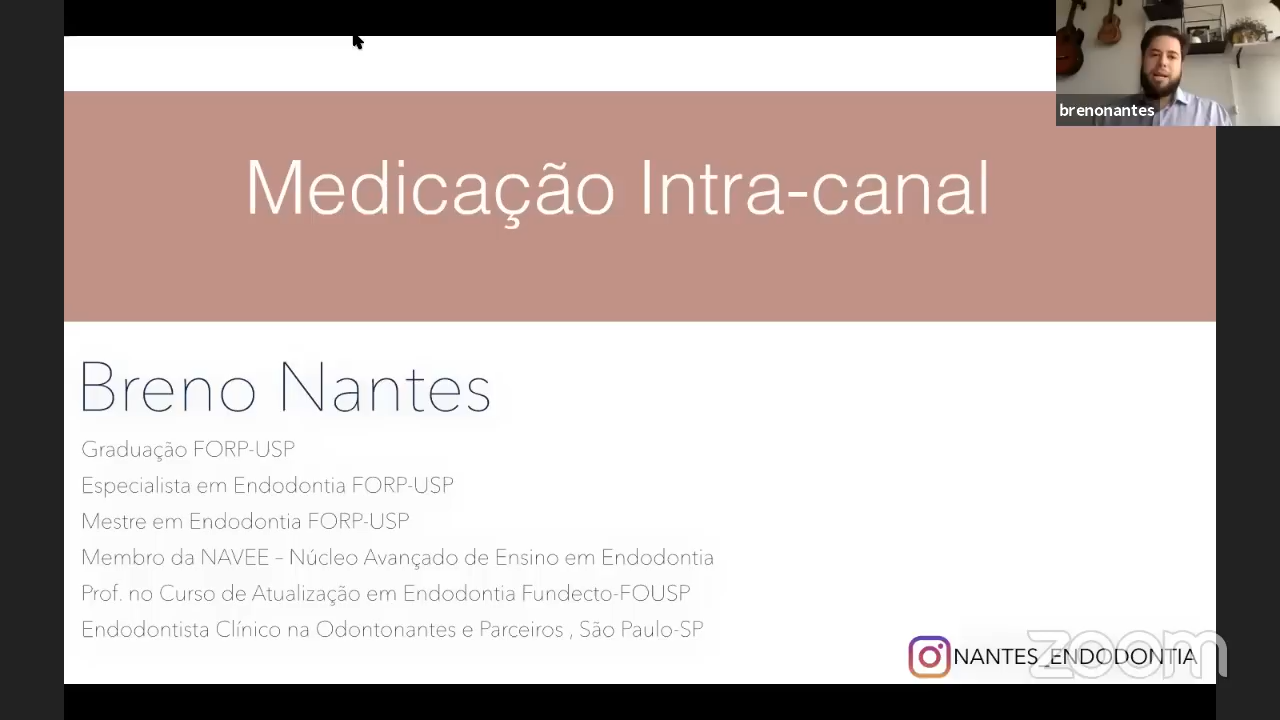 brenonantes
Medicação Intra-canal
Breno Nantes
Graduação FORP-USP
Especialista em Endodontia FORP-USP
Mestre em Endodontia FORP-USP
Membro da NAVEE – Núcleo Avançado de Ensino em Endodontia
Prof. no Curso de Atualização em Endodontia Fundecto-FOUSP
Endodontista Clínico na Odontonantes e Parceiros , São Paulo-SP
NANTES_ENDODONTIA
zoom